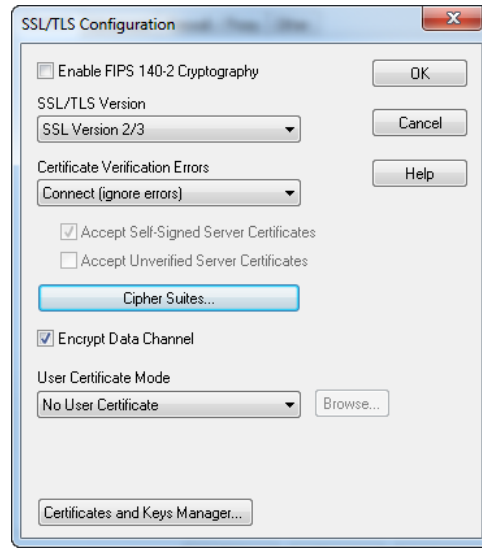 SSL/TLS Configuration
Enable FIPS 140-2 Cryptography
OK
SSL/TLS Version
SSL Version 2/3
Cancel
Certificate Verification Errors
Help
Connect (ignore errors)
Accept Self-Signed Server Certificates
Accept Unverified Server Certificates
Cipher Suites...
Encrypt Data Channel
User Certificate Mode
No User Certificate
Browse...
Certificates and Keys Manager...